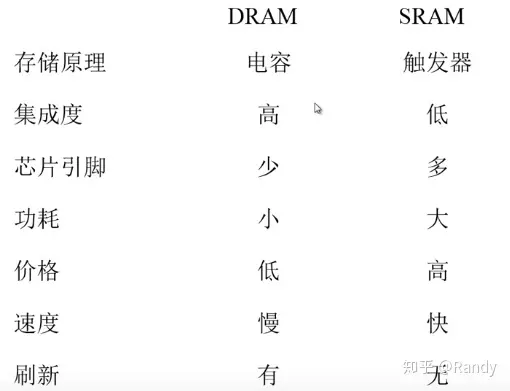 DRAM SRAM
存储原理 电容 触发器
集成度 高 低
芯片引脚 少 多
功耗 小 大
价格 低 高
速度 慢 快
刷新 有 无
知乎 @Randy